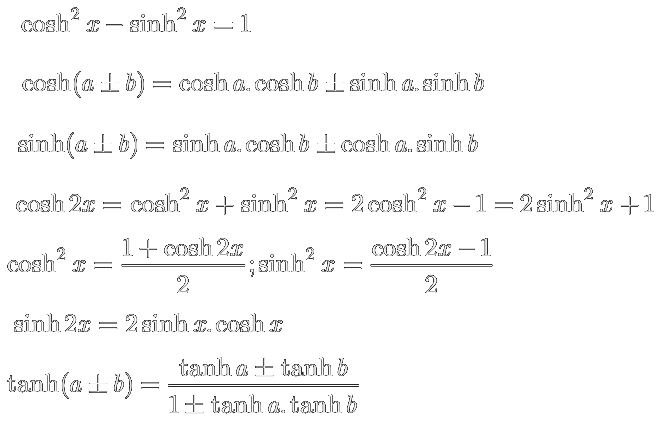 cosh² x − sinh² x = 1
cosh(a ± b) = cosh a. cosh b ± sinh a. sinh b
sinh(a ± b) = sinh a. cosh b ± cosh a. sinh b
cosh 2x = cosh² x + sinh² x = 2 cosh² x − 1 = 2 sinh² x + 1
cosh² x = (1 + cosh 2x)/2 ; sinh² x = (cosh 2x − 1)/2
sinh 2x = 2 sinh x. cosh x
tanh(a ± b) = (tanh a ± tanh b)/(1 ± tanh a. tanh b)